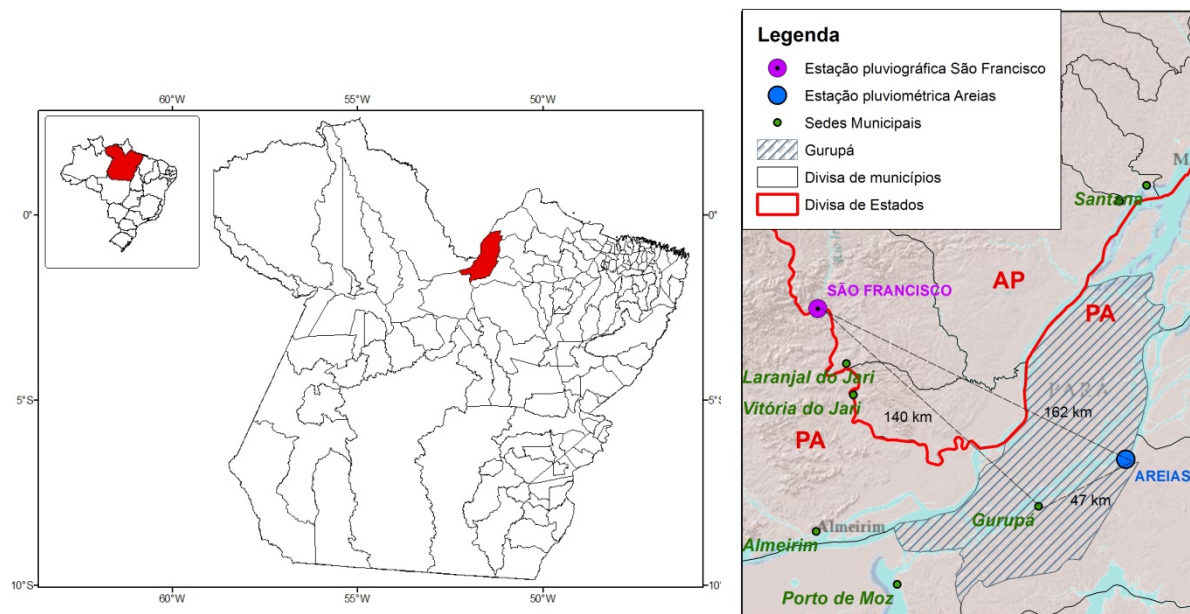 60°W
55°W
50°W
0°
0°
5°S
5°S
10°S
10°
60°W
55°W
50°W
Legenda
Estação pluviográfica São Francisco
Estação pluviométrica Areias
Sedes Municipais
Gurupá
Divisa de municípios
Divisa de Estados
M
Santana
SÃO FRANCISCO
AP
PA
Laranjal do Jari
PARÁ
Vitória do Jari
140 km
162 km
PA
AREIAS
47 km
Gurupá
Almeirim
Almeirim
Porto de Moz